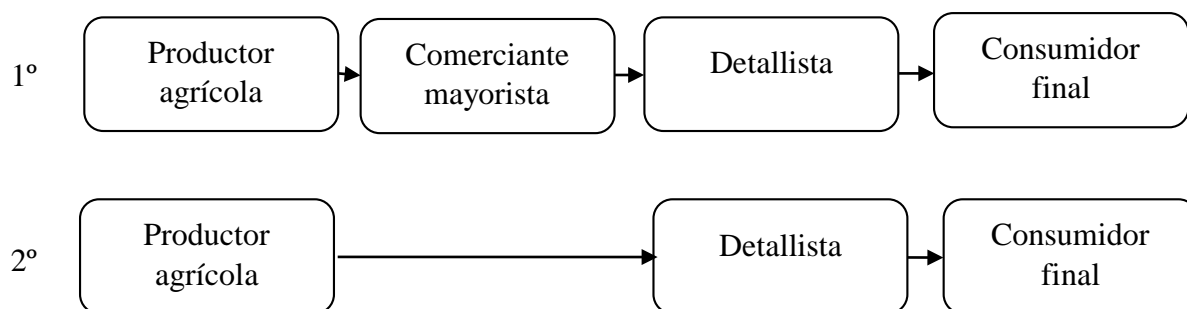 1º
Productor
agrícola
Comerciante
mayorista
Detallista
Consumidor
final
2º
Productor
agrícola
Detallista
Consumidor
final